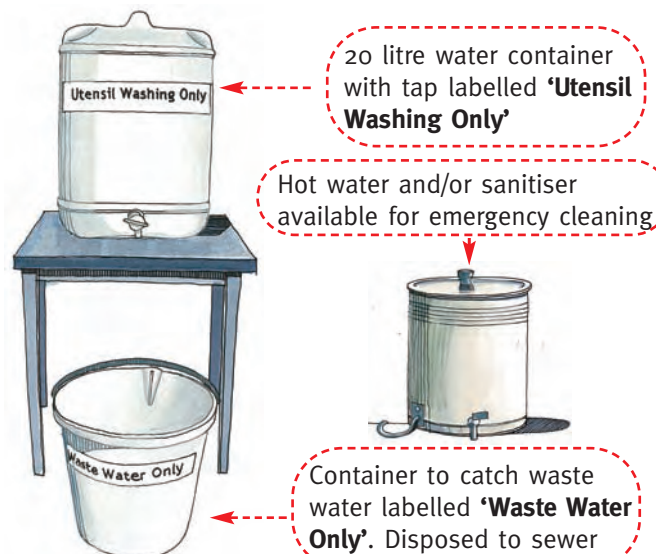 Utensil Washing Only
20 litre water container
with tap labelled ‘Utensil
Washing Only’
Hot water and/or sanitiser
available for emergency cleaning
Waste Water Only
Container to catch waste
water labelled ‘Waste Water
Only’. Disposed to sewer